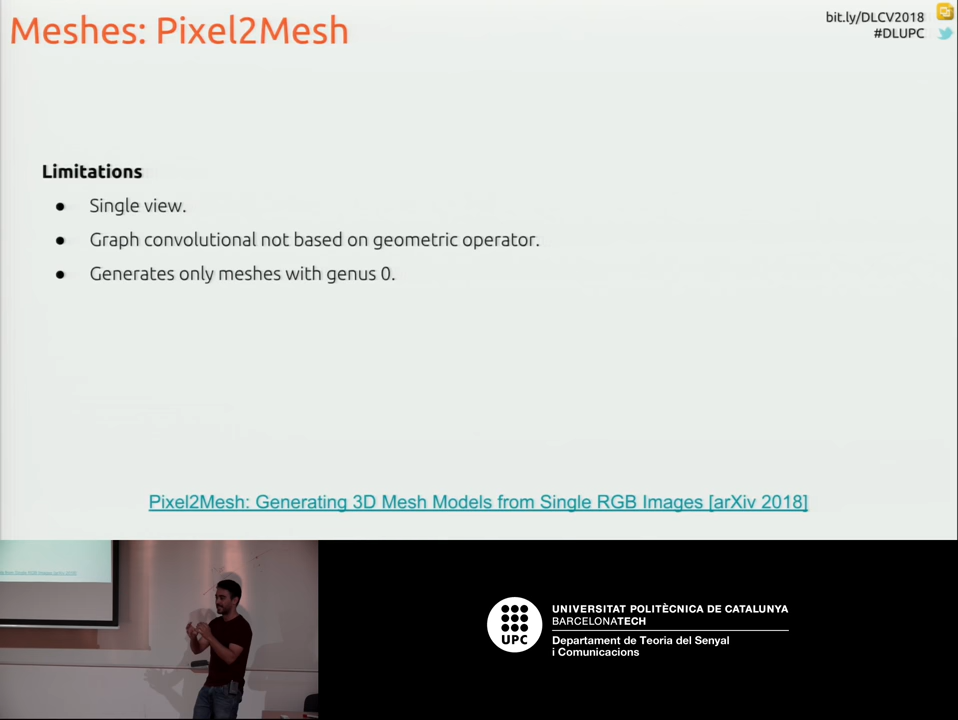 Meshes: Pixel2Mesh
bit.ly/DLCV2018
#DLUPC
Limitations
● Single view.
● Graph convolutional not based on geometric operator.
● Generates only meshes with genus 0.
Pixel2Mesh: Generating 3D Mesh Models from Single RGB Images [arXiv 2018]
UPC
UNIVERSITAT POLITÈCNICA DE CATALUNYA
BARCELONATECH
Departament de Teoria del Senyal
i Comunicacions